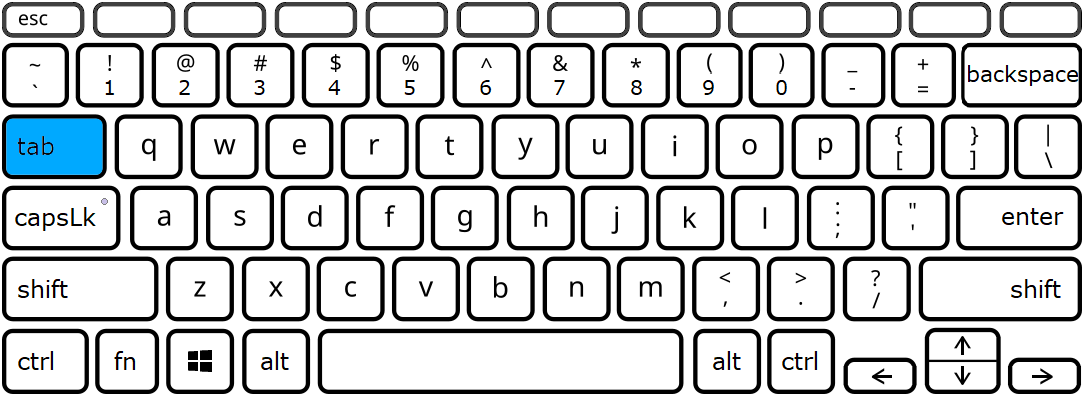 esc
~ ! @ # $ % ^ & * ( ) _ +
` 1 2 3 4 5 6 7 8 9 0 - = backspace
tab q w e r t y u i o p { } |
[ ] \
capsLk a s d f g h j k l : " enter
; '
shift z x c v b n m < > ? shift
, . /
ctrl fn alt alt ctrl ← ↑ →
↓